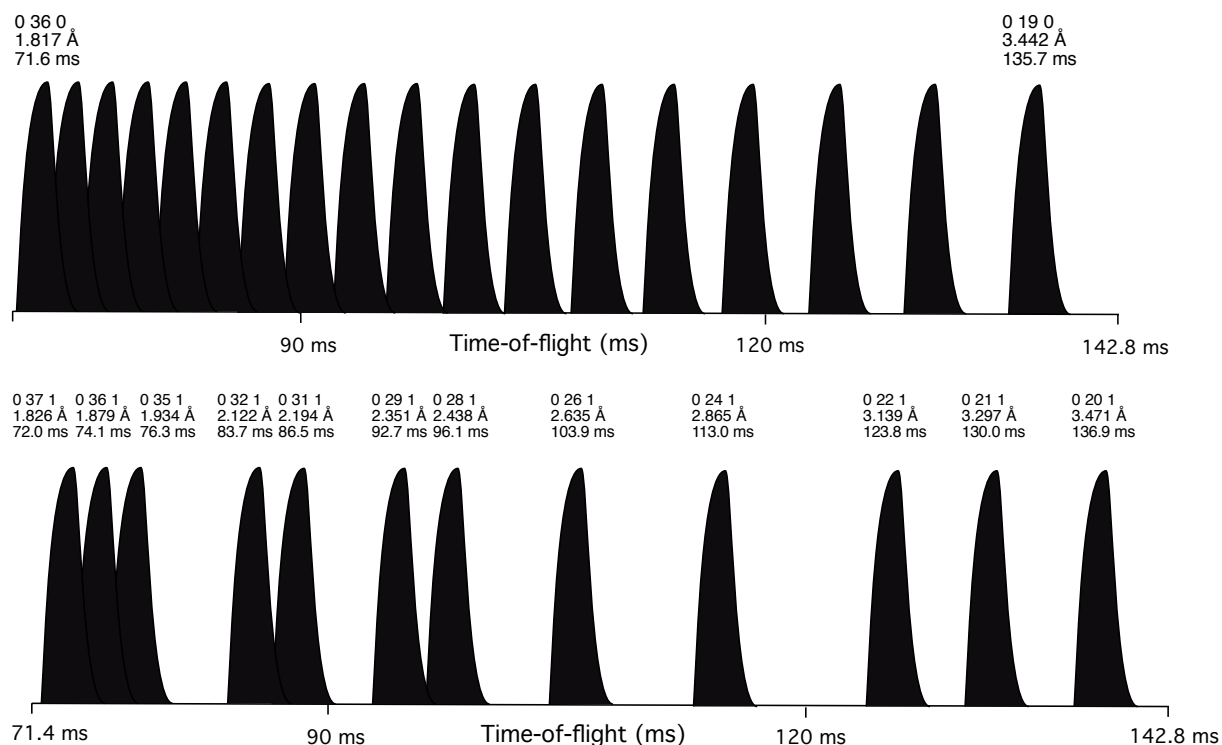 0 36 0
1.817 Å
71.6 ms
0 19 0
3.442 Å
135.7 ms
90 ms
Time-of-flight (ms)
120 ms
142.8 ms
0 37 1
1.826 Å
72.0 ms
0 36 1
1.879 Å
74.1 ms
0 35 1
1.934 Å
76.3 ms
0 32 1
2.122 Å
83.7 ms
0 31 1
2.194 Å
86.5 ms
0 29 1
2.351 Å
92.7 ms
0 28 1
2.438 Å
96.1 ms
0 26 1
2.635 Å
103.9 ms
0 24 1
2.865 Å
113.0 ms
0 22 1
3.139 Å
123.8 ms
0 21 1
3.297 Å
130.0 ms
0 20 1
3.471 Å
136.9 ms
71.4 ms
90 ms
Time-of-flight (ms)
120 ms
142.8 ms